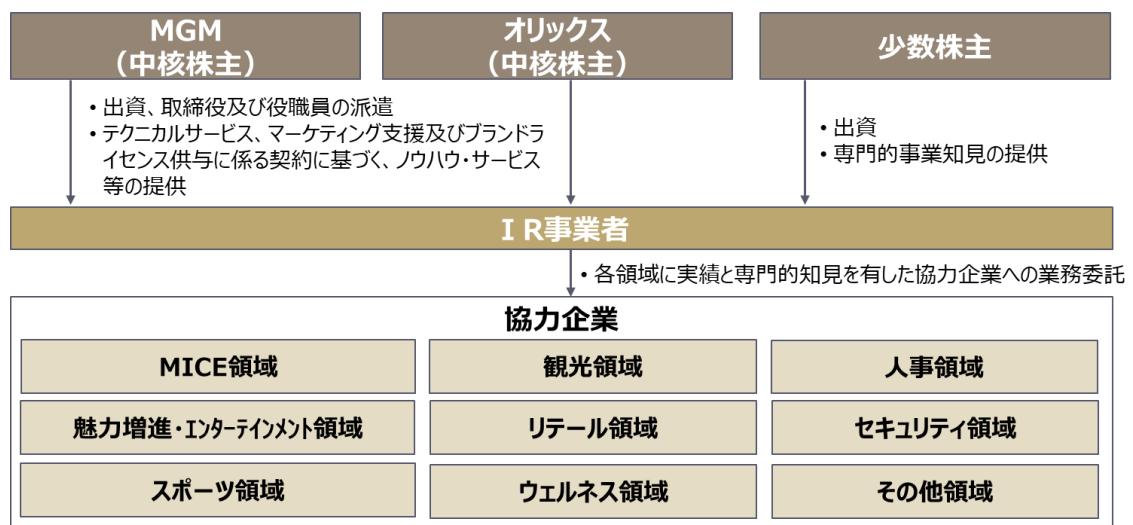 MGM
（中核株主）
オリックス
（中核株主）
少数株主
• 出資、取締役及び役職員の派遣
• テクニカルサービス、マーケティング支援及びブランドラ
イセンス供与に係る契約に基づく、ノウハウ・サービス
等の提供
• 出資
• 専門的事業知見の提供
ＩＲ事業者
• 各領域に実績と専門的知見を有した協力企業への業務委託
協力企業
MICE領域
観光領域
人事領域
魅力増進・ｴﾝﾀｰﾃｲﾝﾒﾝﾄ領域
リテール領域
セキュリティ領域
スポーツ領域
ウェルネス領域
その他領域